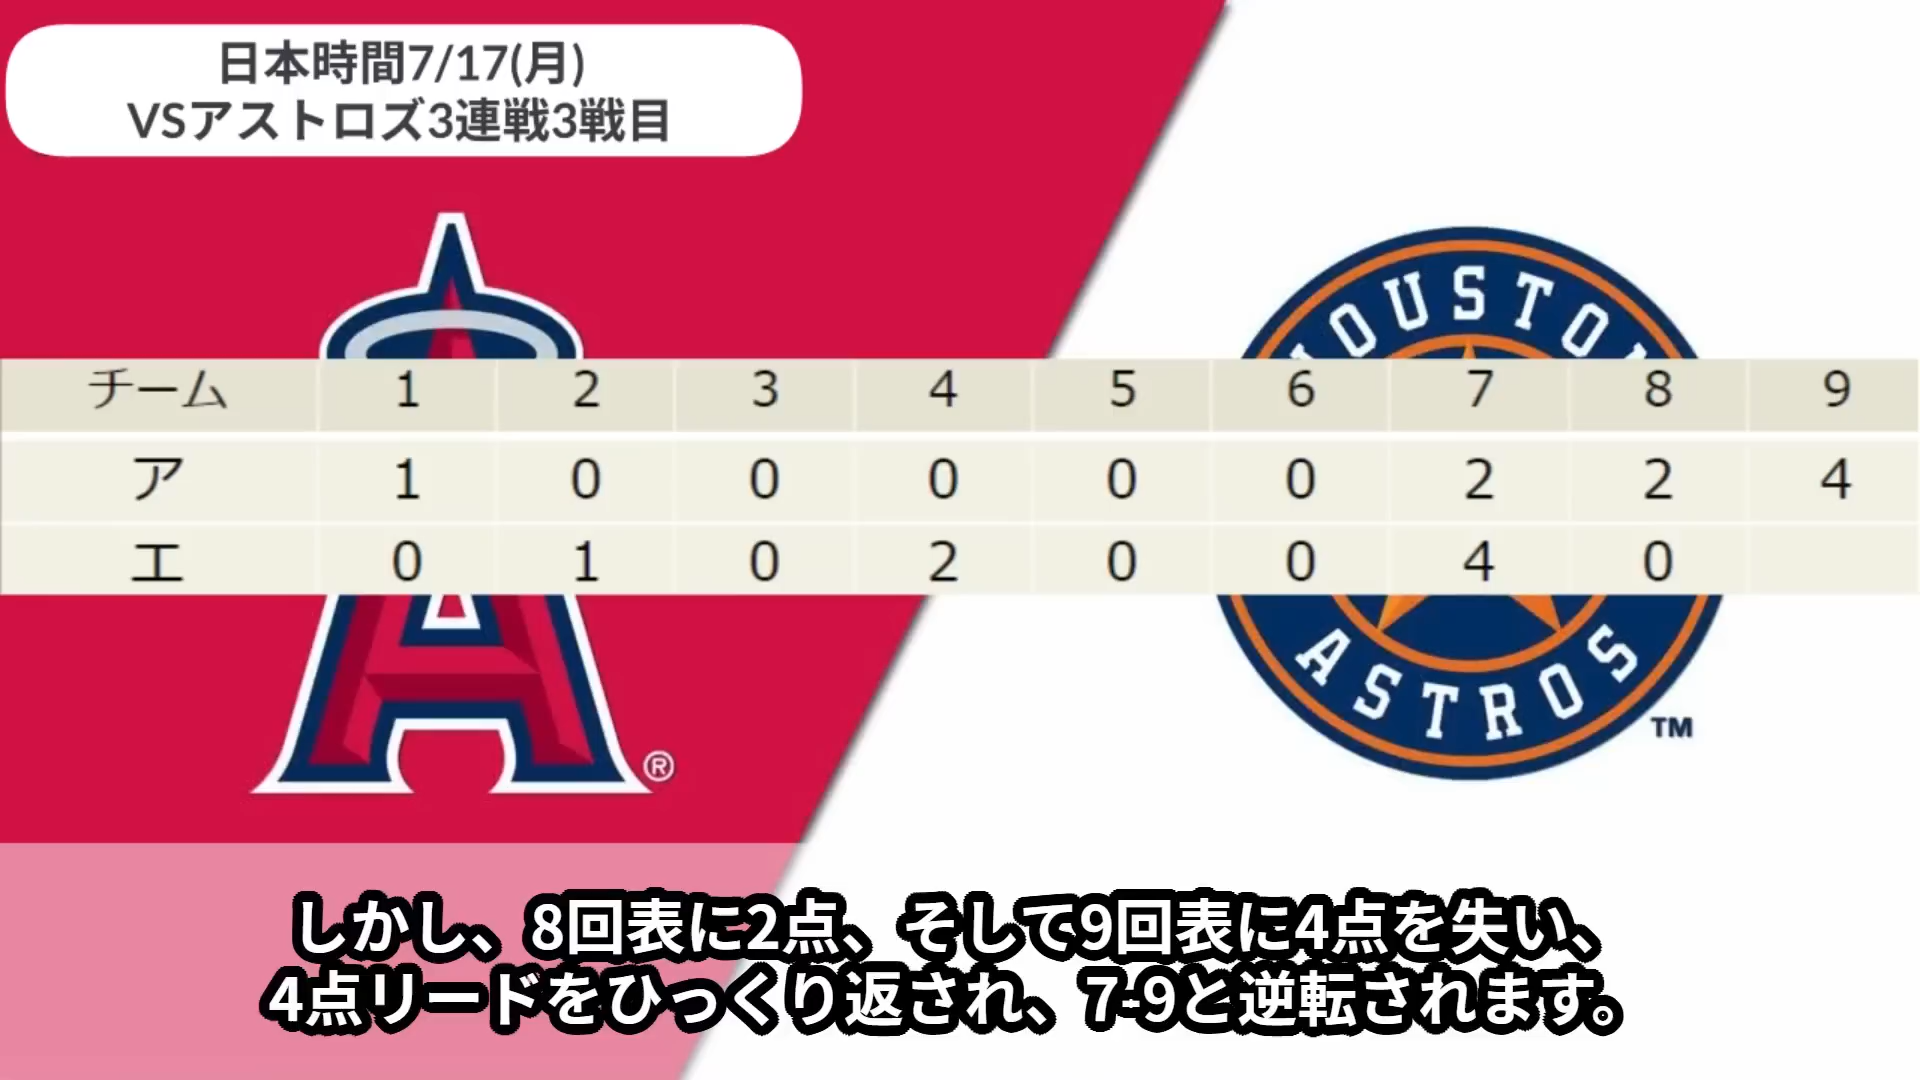 日本時間7/17(月)
VSアストロズ3連戦3戦目
HOUSTON
チーム 1 2 3 4 5 6 7 8 9
ア 1 0 0 0 0 0 2 2 4
エ 0 1 0 2 0 0 4 0
ASTROS
TM
A
®
しかし、8回表に2点、そして9回表に4点を失い、
4点リードをひっくり返され、7-9と逆転されます。